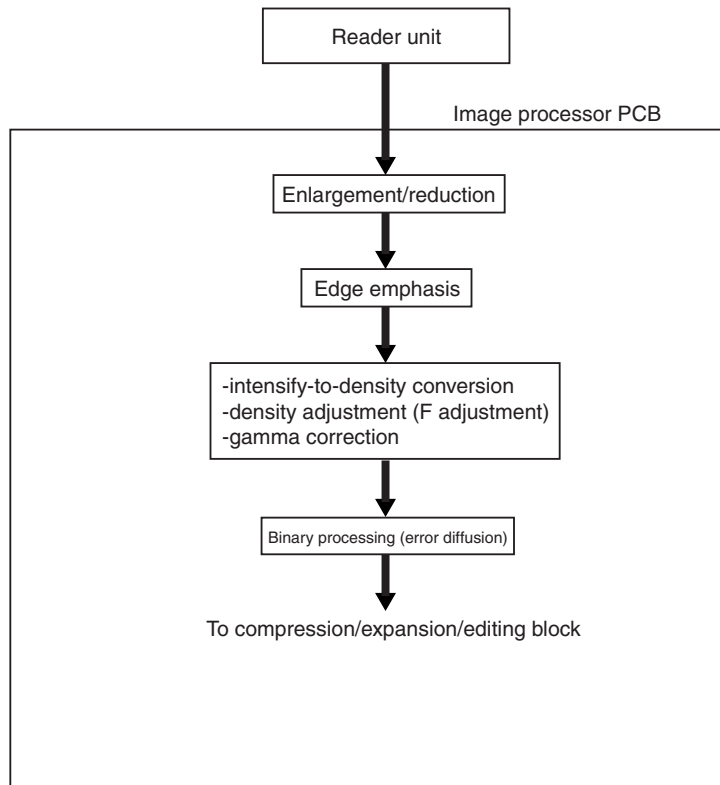 Reader unit
Image processor PCB
Enlargement/reduction
Edge emphasis
-intensify-to-density conversion
-density adjustment (F adjustment)
-gamma correction
Binary processing (error diffusion)
To compression/expansion/editing block